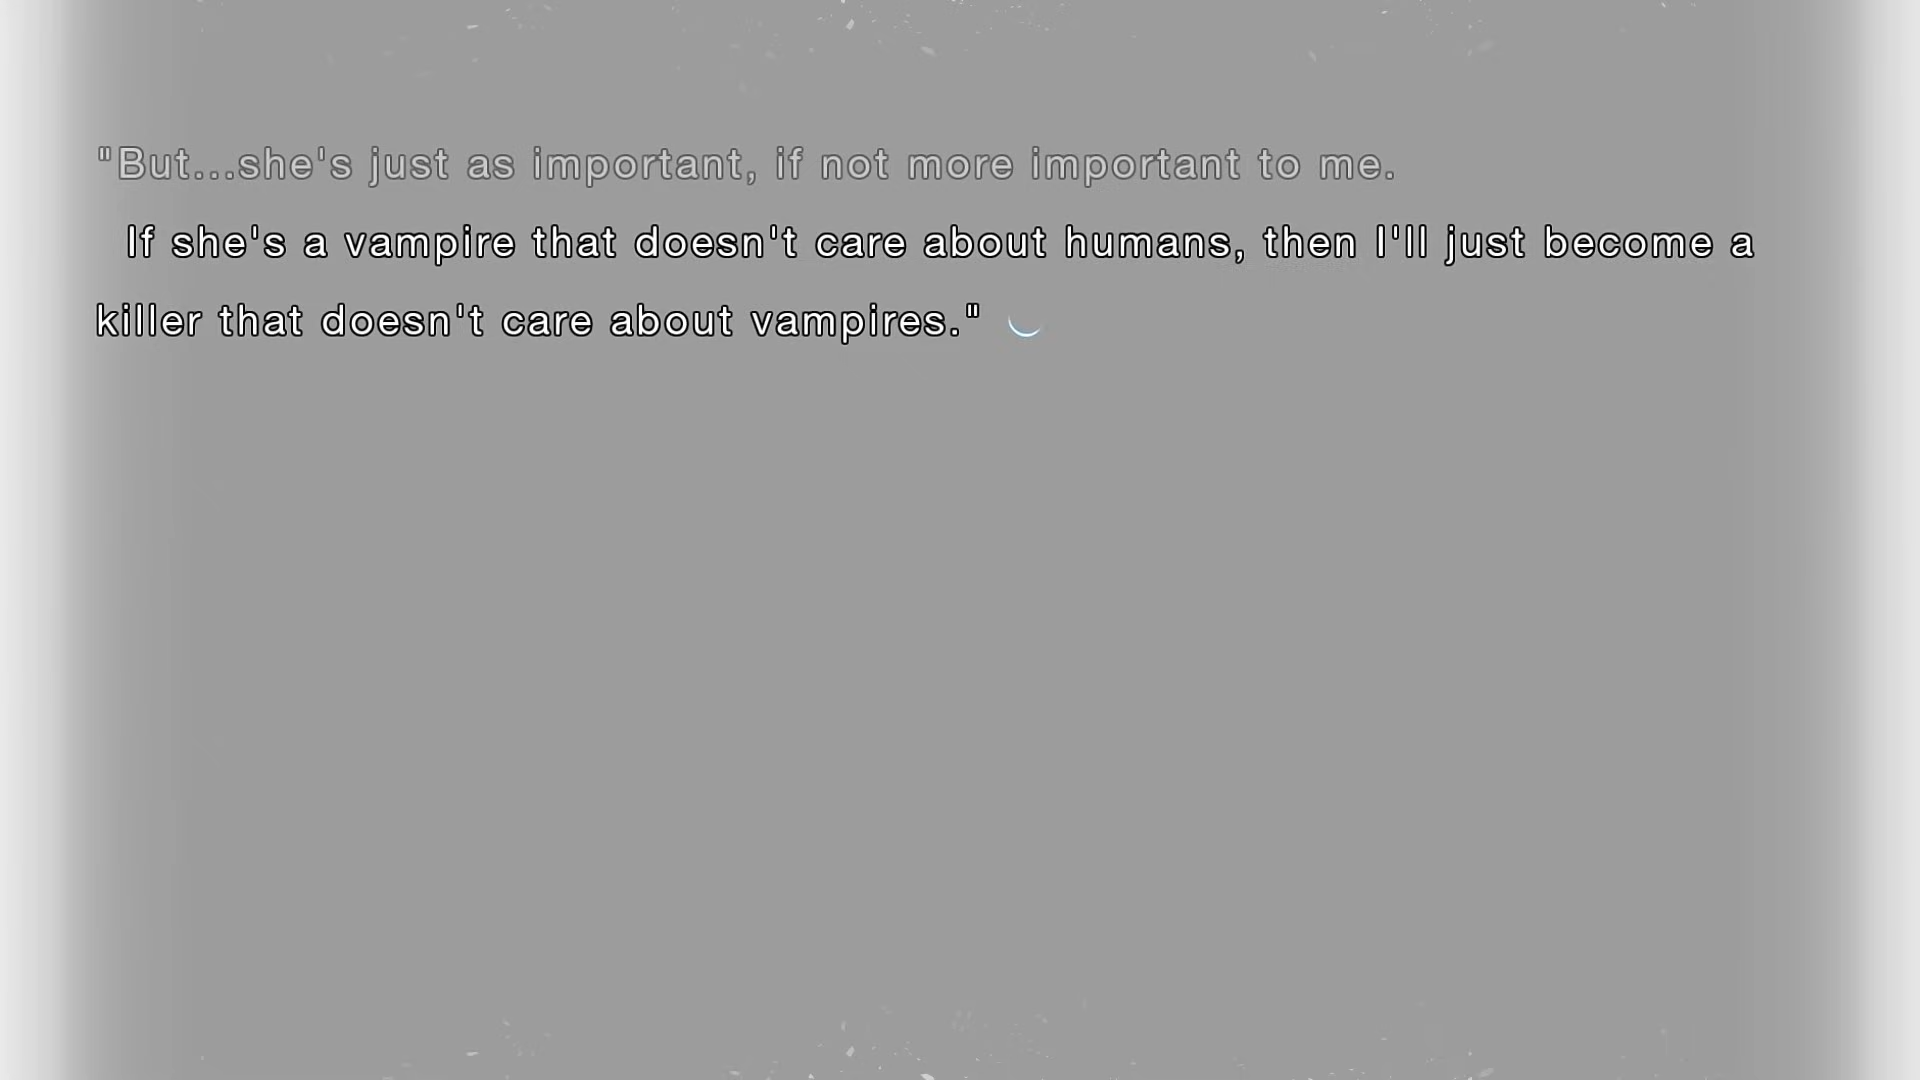 "But...she's just as important, if not more important to me.
If she's a vampire that doesn't care about humans, then I'll just become a
killer that doesn't care about vampires."